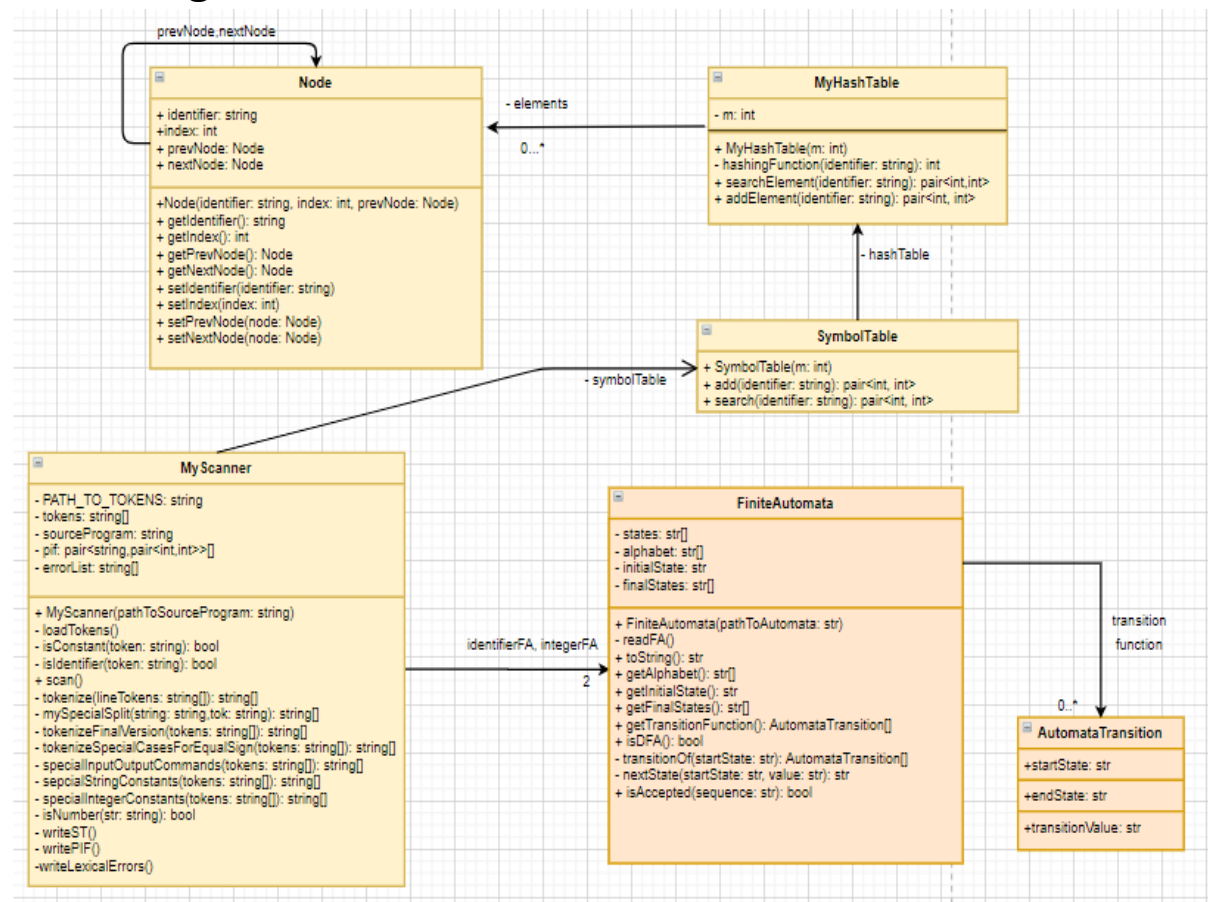 prevNode,nextNode
Node
+ identifier: string
+index: int
+ prevNode: Node
+ nextNode: Node
+Node(identifier: string, index: int, prevNode: Node)
+ getIdentifier(): string
+ getIndex(): int
+ getPrevNode(): Node
+ getNextNode(): Node
+ setIdentifier(identifier: string)
+ setIndex(index: int)
+ setPrevNode(node: Node)
+ setNextNode(node: Node)
- elements
0...*
MyHashTable
- m: int
+ MyHashTable(m: int)
- hashingFunction(identifier: string): int
+ searchElement(identifier: string): pair<int,int>
+ addElement(identifier: string): pair<int, int>
- hashTable
SymbolTable
+ SymbolTable(m: int)
+ add(identifier: string): pair<int, int>
+ search(identifier: string): pair<int, int>
- symbolTable
MyScanner
- PATH_TO_TOKENS: string
- tokens: string[]
- sourceProgram: string
- pif: pair<string,pair<int,int>>[]
- errorList: string[]
+ MyScanner(pathToSourceProgram: string)
- loadTokens()
- isConstant(token: string): bool
- isIdentifier(token: string): bool
+ scan()
- tokenize(lineTokens: string[]): string[]
- mySpecialSplit(string: string,tok: string): string[]
- tokenizeFinalVersion(tokens: string[]): string[]
- tokenizeSpecialCasesForEqualSign(tokens: string[]): string[]
- specialInputOutputCommands(tokens: string[]): string[]
- sepcialStringConstants(tokens: string[]): string[]
- specialIntegerConstants(tokens: string[]): string[]
- isNumber(str: string): bool
- writeST()
- writePIF()
-writeLexicalErrors()
identifierFA, integerFA
2
FiniteAutomata
- states: str[]
- alphabet: str[]
- initialState: str
- finalStates: str[]
+ FiniteAutomata(pathToAutomata: str)
- readFA()
+ toString(): str
+ getAlphabet(): str[]
+ getInitialState(): str
+ getFinalStates(): str[]
+ getTransitionFunction(): AutomataTransition[]
+ isDFA(): bool
- transitionOf(startState: str): AutomataTransition[]
- nextState(startState: str, value: str): str
+ isAccepted(sequence: str): bool
transition
function
0..*
AutomataTransition
+startState: str
+endState: str
+transitionValue: str